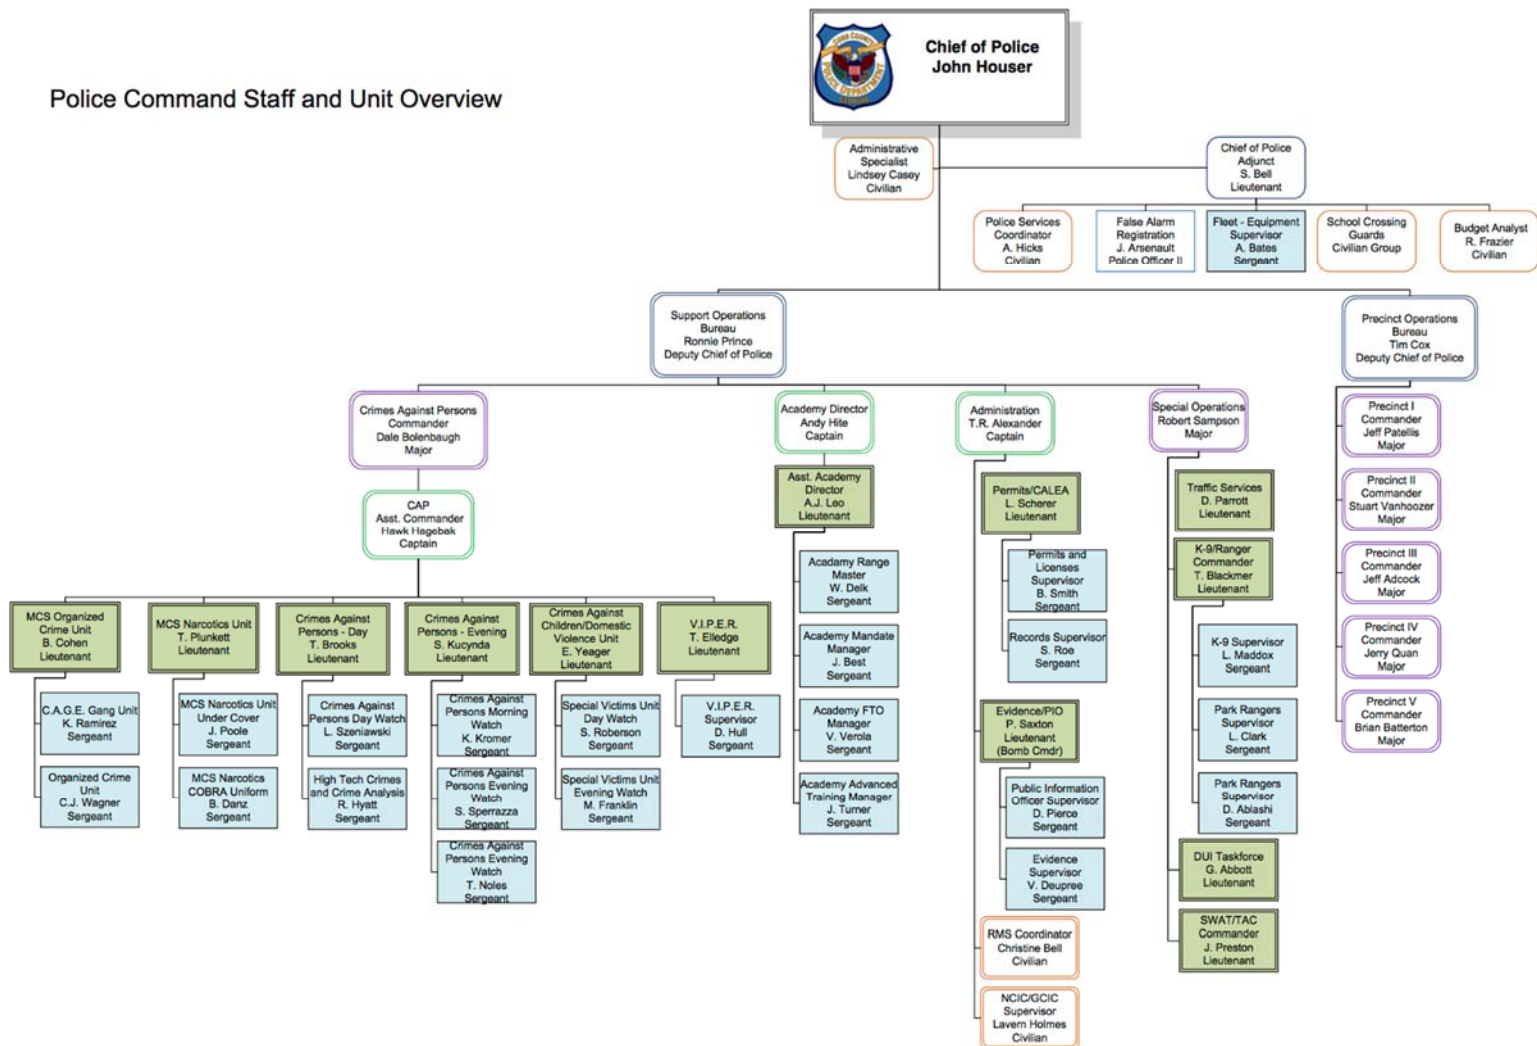 Police Command Staff and Unit Overview
COBB COUNTY
POLICE DEPARTMENT
Chief of Police
John Houser
Administrative
Specialist
Lindsey Casey
Civilian
Chief of Police
Adjunct
S. Bell
Lieutenant
Police Services
Coordinator
A. Hicks
Civilian
False Alarm
Registration
J. Arsenault
Police Officer II
Fleet - Equipment
Supervisor
A. Bates
Sergeant
School Crossing
Guards
Civilian Group
Budget Analyst
R. Frazier
Civilian
Support Operations
Bureau
Ronnie Prince
Deputy Chief of Police
Precinct Operations
Bureau
Tim Cox
Deputy Chief of Police
Crimes Against Persons
Commander
Dale Bolenbaugh
Major
Academy Director
Andy Hite
Captain
Administration
T.R. Alexander
Captain
Special Operations
Robert Sampson
Major
CAP
Asst. Commander
Hawk Hagebak
Captain
MCS Organized
Crime Unit
B. Cohen
Lieutenant
MCS Narcotics Unit
T. Plunkett
Lieutenant
Crimes Against
Persons - Day
T. Brooks
Lieutenant
Crimes Against
Persons - Evening
S. Kucynda
Lieutenant
Crimes Against
Children/Domestic
Violence Unit
E. Yeager
Lieutenant
V.I.P.E.R.
T. Elledge
Lieutenant
C.A.G.E. Gang Unit
K. Ramirez
Sergeant
Organized Crime
Unit
C.J. Wagner
Sergeant
MCS Narcotics Unit
Under Cover
J. Poole
Sergeant
MCS Narcotics
COBRA Uniform
B. Danz
Sergeant
Crimes Against
Persons Day Watch
L. Szeniawski
Sergeant
High Tech Crimes
and Crime Analysis
R. Hyatt
Sergeant
Crimes Against
Persons Morning
Watch
K. Kromer
Sergeant
Crimes Against
Persons Evening
Watch
S. Sperrazza
Sergeant
Crimes Against
Persons Evening
Watch
T. Noles
Sergeant
Special Victims Unit
Day Watch
S. Roberson
Sergeant
Special Victims Unit
Evening Watch
M. Franklin
Sergeant
V.I.P.E.R.
Supervisor
D. Hull
Sergeant
Asst. Academy
Director
A.J. Leo
Lieutenant
Acadamy Range
Master
W. Delk
Sergeant
Academy Mandate
Manager
J. Best
Sergeant
Academy FTO
Manager
V. Verola
Sergeant
Academy Advanced
Training Manager
J. Turner
Sergeant
Permits/CALEA
L. Scherer
Lieutenant
Permits and
Licenses
Supervisor
B. Smith
Sergeant
Records Supervisor
S. Roe
Sergeant
Evidence/PIO
P. Saxton
Lieutenant
(Bomb Cmdr)
Public Information
Officer Supervisor
D. Pierce
Sergeant
Evidence
Supervisor
V. Deupree
Sergeant
RMS Coordinator
Christine Bell
Civilian
NCIC/GCIC
Supervisor
Lavern Holmes
Civilian
Traffic Services
D. Parrott
Lieutenant
K-9/Ranger
Commander
T. Blackmer
Lieutenant
K-9 Supervisor
L. Maddox
Sergeant
Park Rangers
Supervisor
L. Clark
Sergeant
Park Rangers
Supervisor
D. Ablashi
Sergeant
DUI Taskforce
G. Abbott
Lieutenant
SWAT/TAC
Commander
J. Preston
Lieutenant
Precinct I
Commander
Jeff Patellis
Major
Precinct II
Commander
Stuart Vanhoozer
Major
Precinct III
Commander
Jeff Adcock
Major
Precinct IV
Commander
Jerry Quan
Major
Precinct V
Commander
Brian Batterton
Major